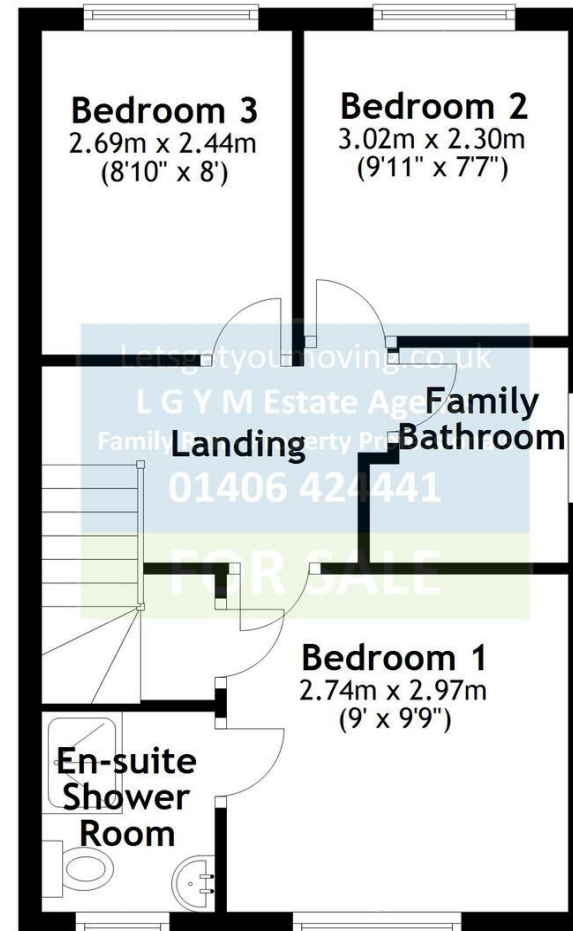 Bedroom 3
2.69m x 2.44m
(8'10" x 8')
Bedroom 2
3.02m x 2.30m
(9'11" x 7'7")
Letsgetyoumoving.co.uk
L G Y M Estate Age
Family
Bathroom
Family
Landing
01406 424441
FOR SALE
Bedroom 1
2.74m x 2.97m
(9' x 9'9")
En-suite
Shower
Room